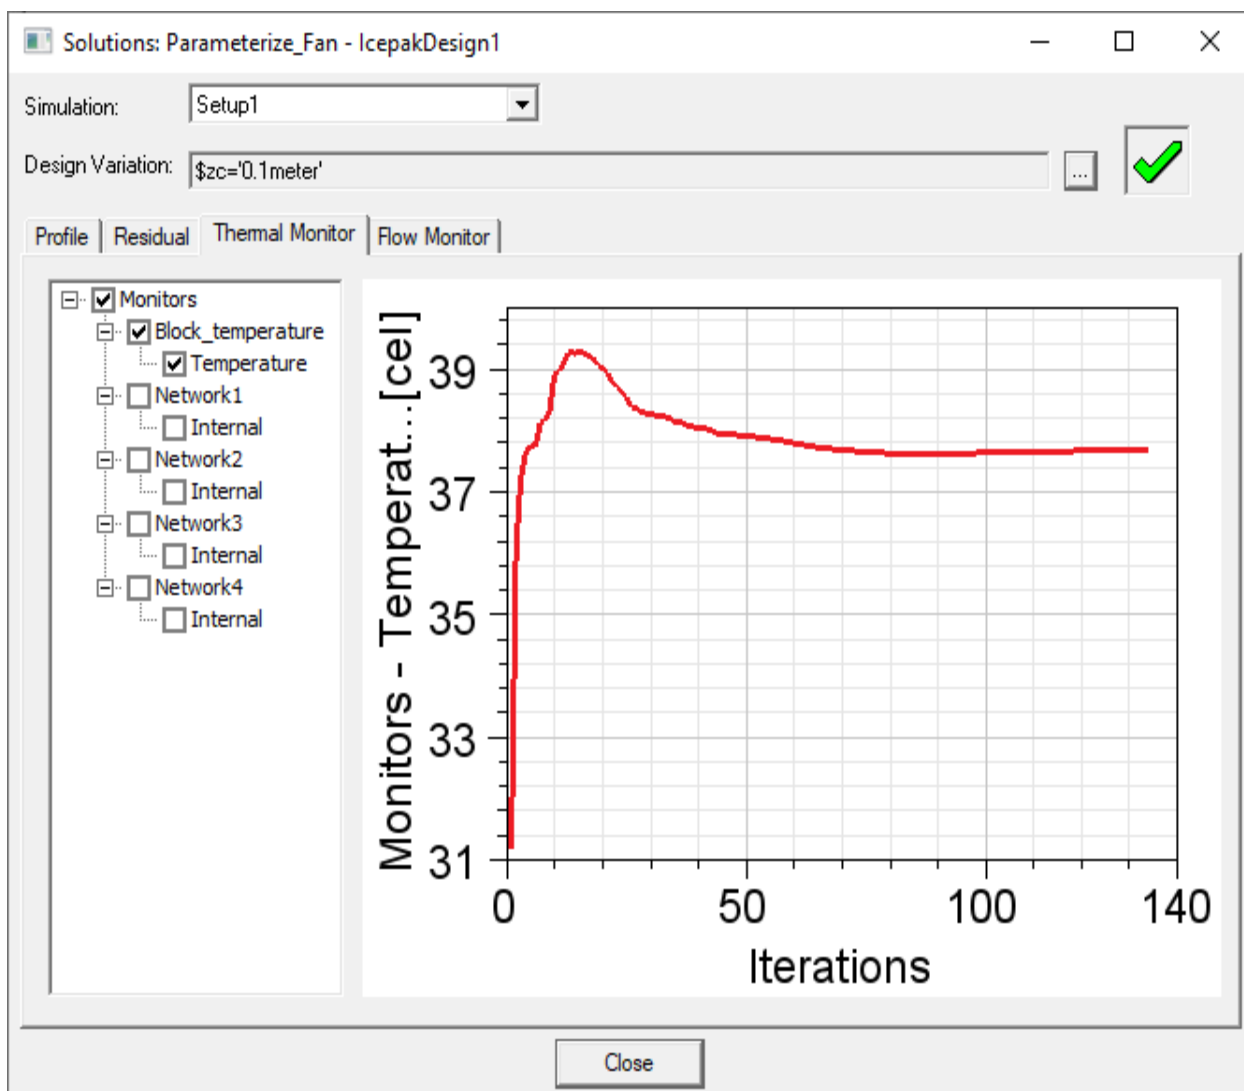 Solutions: Parameterize_Fan - IcepakDesign1
Simulation: Setup1
Design Variation: $zc='0.1meter' ...
Profile Residual Thermal Monitor Flow Monitor
Monitors
Block_temperature
Temperature
Network1
Internal
Network2
Internal
Network3
Internal
Network4
Internal
Monitors - Temperat...[cel]
39
37
35
33
31
0 50 100 140
Iterations
Close